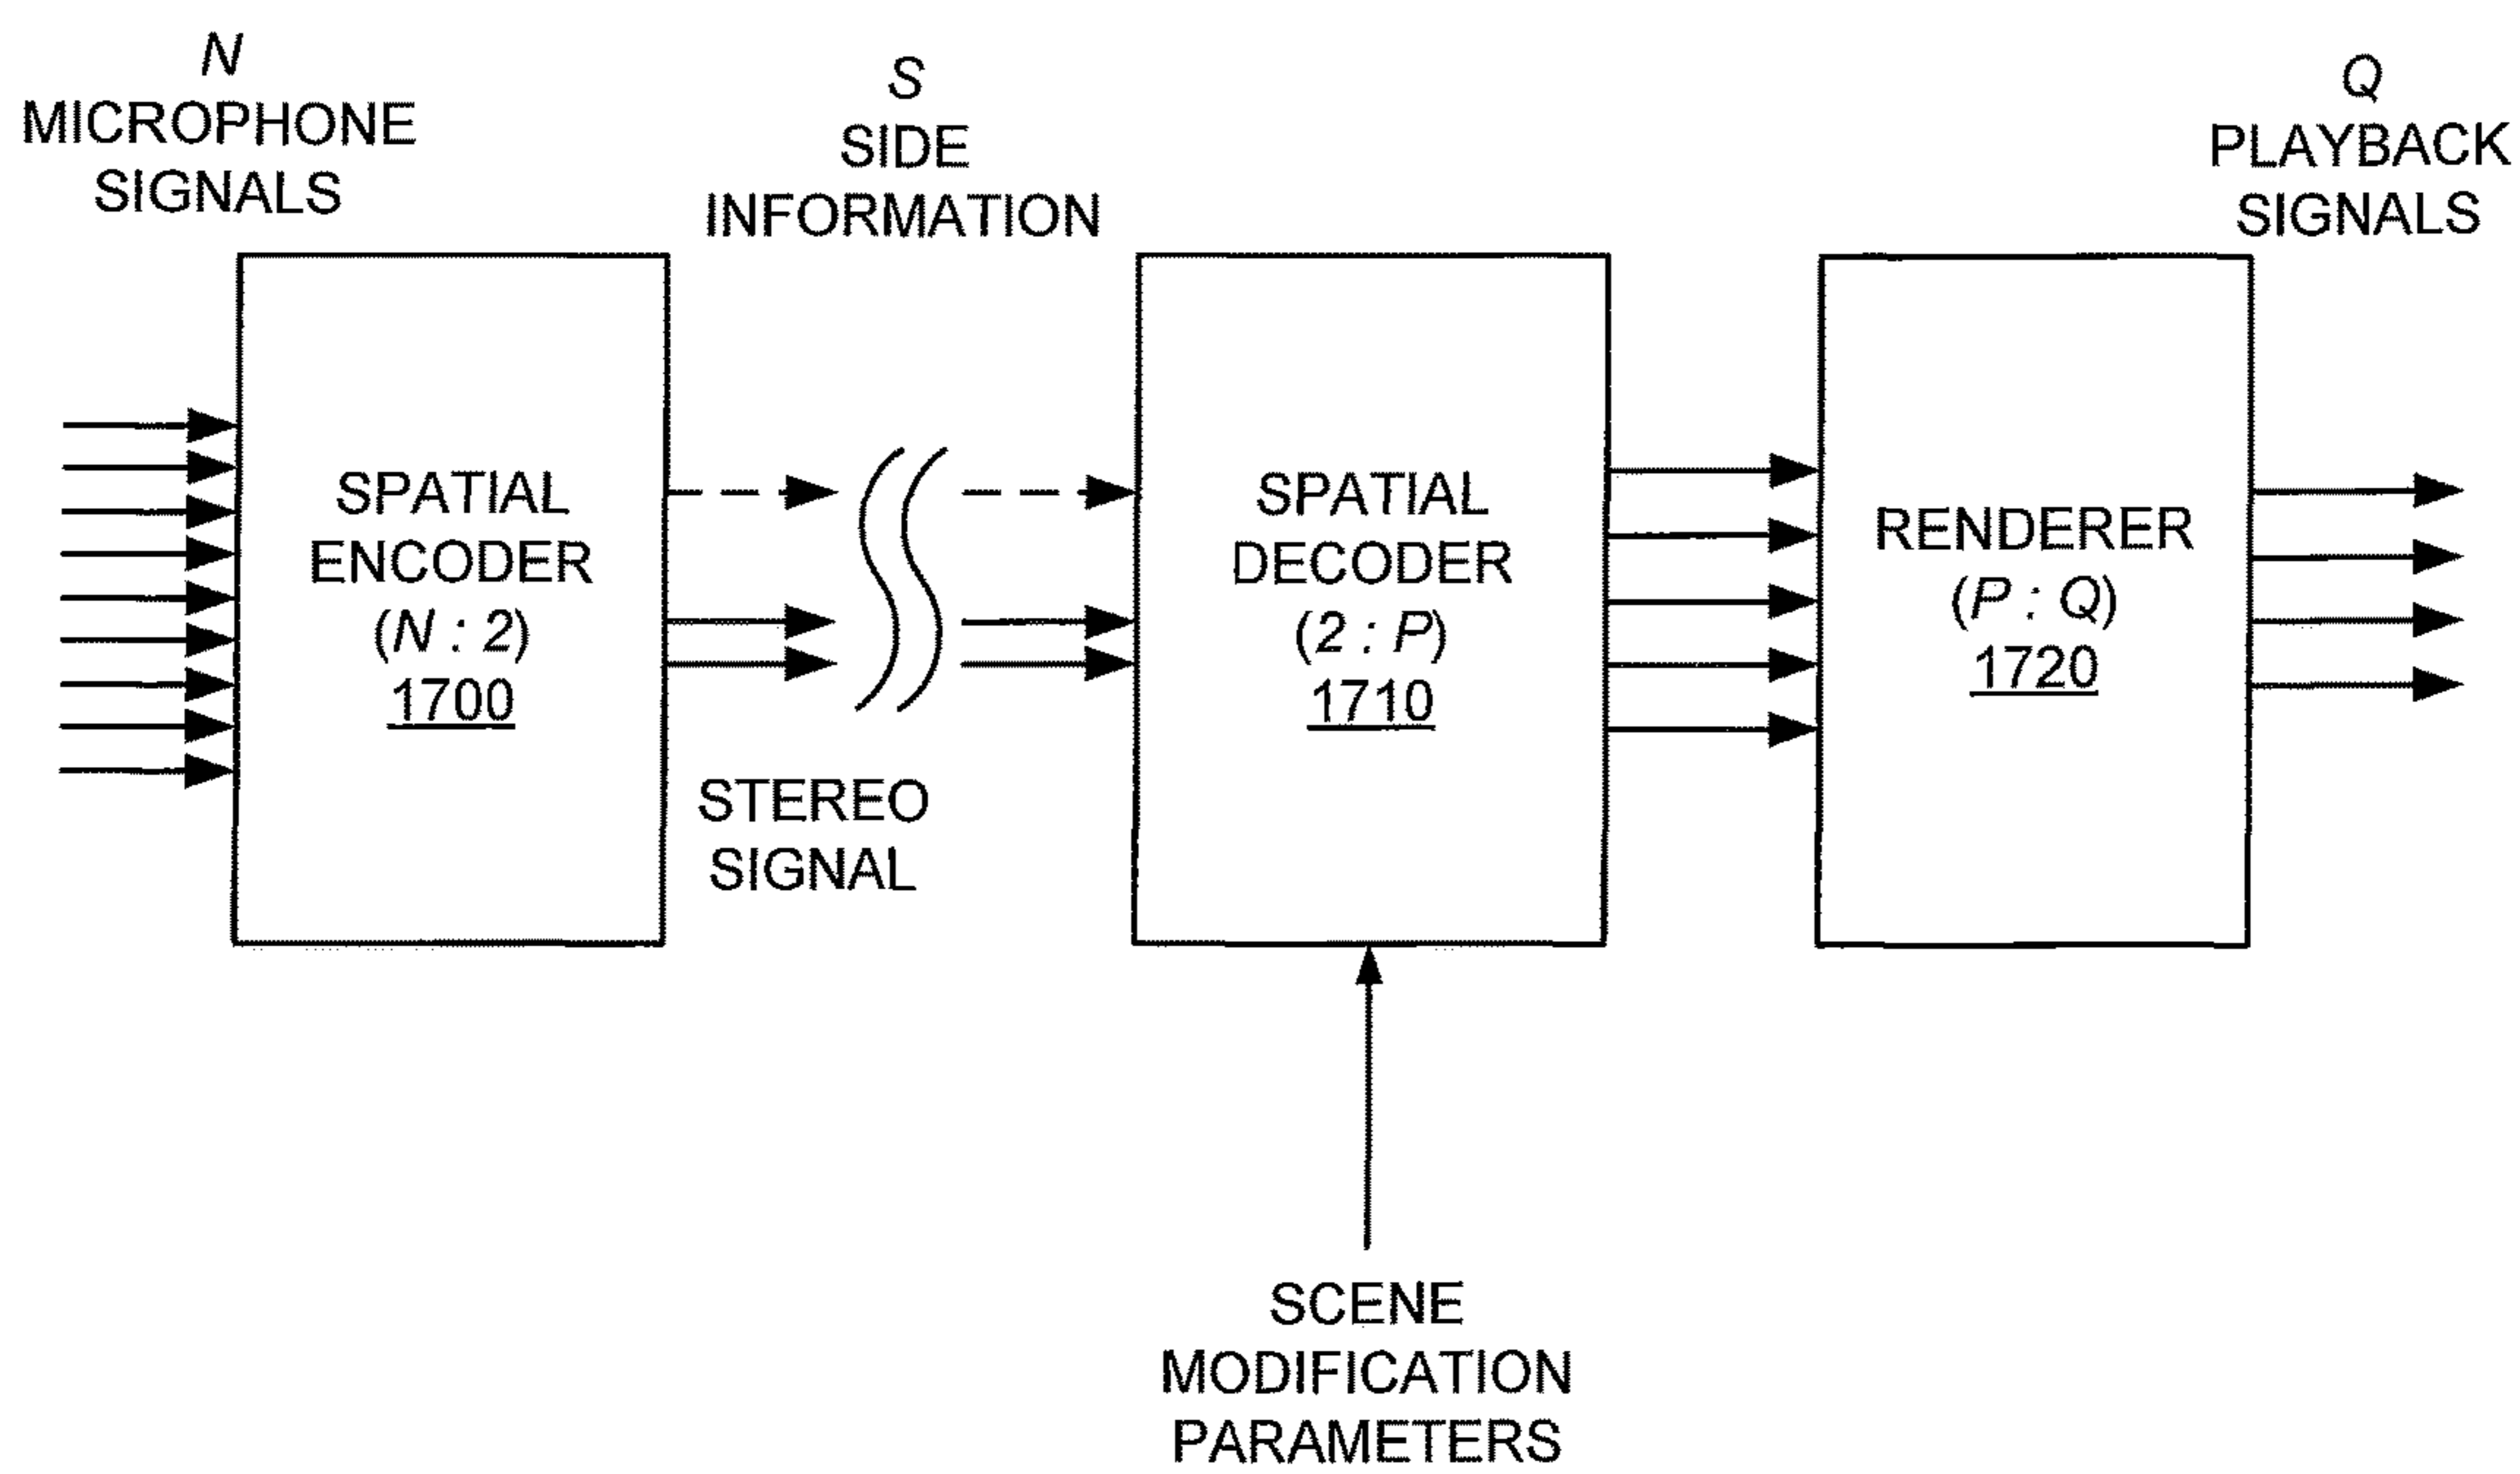 N
MICROPHONE
SIGNALS
S
SIDE
INFORMATION
Q
PLAYBACK
SIGNALS
SPATIAL
ENCODER
(N : 2)
1700
STEREO
SIGNAL
SPATIAL
DECODER
(2 : P)
1710
RENDERER
(P : Q)
1720
SCENE
MODIFICATION
PARAMETERS